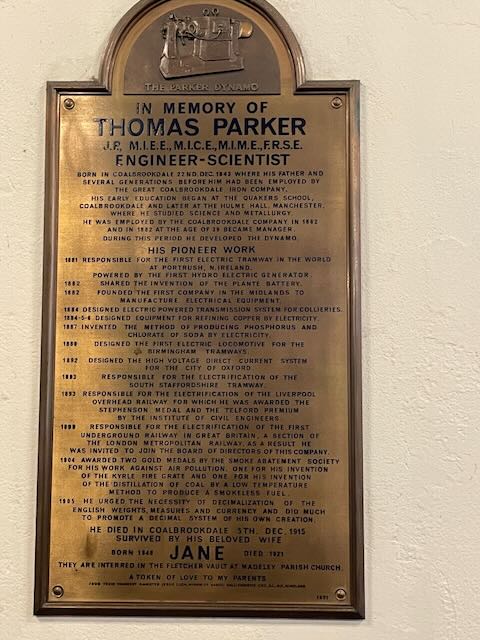 THE PARKER DYNAMO
IN MEMORY OF
THOMAS PARKER
J.P., M.I.E.E., M.I.C.E., M.I.M.E., F.R.S.E.
ENGINEER-SCIENTIST
BORN IN COALBROOKDALE 22ND. DEC. 1843 WHERE HIS FATHER AND
SEVERAL GENERATIONS BEFORE HIM HAD BEEN EMPLOYED BY
THE GREAT COALBROOKDALE IRON COMPANY.
HIS EARLY EDUCATION BEGAN AT THE QUAKERS SCHOOL,
COALBROOKDALE AND LATER AT THE HULME HALL, MANCHESTER,
WHERE HE STUDIED SCIENCE AND METALLURGY.
HE WAS EMPLOYED BY THE COALBROOKDALE COMPANY IN 1862
AND IN 1882 AT THE AGE OF 39 BECAME MANAGER.
DURING THIS PERIOD HE DEVELOPED THE DYNAMO.
HIS PIONEER WORK
1881 RESPONSIBLE FOR THE FIRST ELECTRIC TRAMWAY IN THE WORLD
AT PORTRUSH, N. IRELAND.
POWERED BY THE FIRST HYDRO ELECTRIC GENERATOR.
1882 SHARED THE INVENTION OF THE PLANTE BATTERY.
1882 FOUNDED THE FIRST COMPANY IN THE MIDLANDS TO
MANUFACTURE ELECTRICAL EQUIPMENT.
1884 DESIGNED ELECTRIC POWERED TRANSMISSION SYSTEM FOR COLLIERIES.
1884-5-6 DESIGNED EQUIPMENT FOR REFINING COPPER BY ELECTRICITY.
1887 INVENTED THE METHOD OF PRODUCING PHOSPHORUS AND
CHLORATE OF SODA BY ELECTRICITY.
DESIGNED THE FIRST ELECTRIC LOCOMOTIVE FOR THE
BIRMINGHAM TRAMWAYS.
1892 DESIGNED THE HIGH VOLTAGE DIRECT CURRENT SYSTEM
FOR THE CITY OF OXFORD.
1893 RESPONSIBLE FOR THE ELECTRIFICATION OF THE
SOUTH STAFFORDSHIRE TRAMWAY.
1893 RESPONSIBLE FOR THE ELECTRIFICATION OF THE LIVERPOOL
OVERHEAD RAILWAY FOR WHICH HE WAS AWARDED THE
STEPHENSON MEDAL AND THE TELFORD PREMIUM
BY THE INSTITUTE OF CIVIL ENGINEERS.
RESPONSIBLE FOR THE ELECTRIFICATION OF THE FIRST
UNDERGROUND RAILWAY IN GREAT BRITAIN, A SECTION OF
THE LONDON METROPOLITAN RAILWAY, AS A RESULT HE
WAS INVITED TO JOIN THE BOARD OF DIRECTORS OF THIS COMPANY.
1904 AWARDED TWO GOLD MEDALS BY THE SMOKE ABATEMENT SOCIETY
FOR HIS WORK AGAINST AIR POLLUTION. ONE FOR HIS INVENTION
OF THE KYRLE FIRE GRATE AND ONE FOR HIS INVENTION
OF THE DISTILLATION OF COAL BY A LOW TEMPERATURE
METHOD TO PRODUCE A SMOKELESS FUEL.
1905 HE URGED THE NECESSITY OF DECIMALIZATION OF THE
ENGLISH WEIGHTS, MEASURES AND CURRENCY AND DID MUCH
TO PROMOTE A DECIMAL SYSTEM OF HIS OWN CREATION.
HE DIED IN COALBROOKDALE 5TH. DEC. 1915
SURVIVED BY HIS BELOVED WIFE
BORN 1848 JANE DIED 1921
THEY ARE INTERRED IN THE FLETCHER VAULT AT MADELEY PARISH CHURCH.
A TOKEN OF LOVE TO MY PARENTS